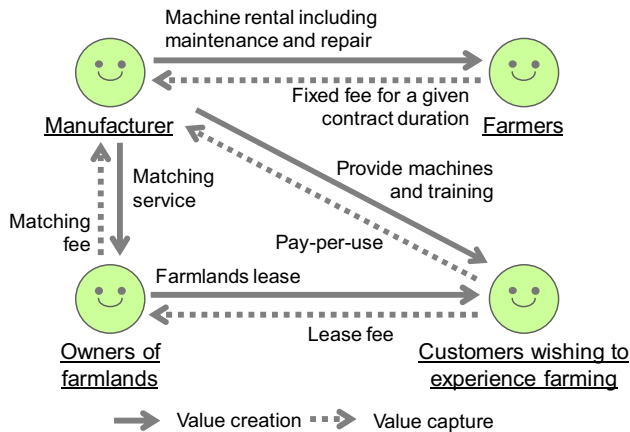 Machine rental including
maintenance and repair
Fixed fee for a given
contract duration
Manufacturer
Farmers
Provide machines
and training
Matching
service
Matching
fee
Pay-per-use
Farmlands lease
Lease fee
Owners of
farmlands
Customers wishing to
experience farming
Value creation
Value capture